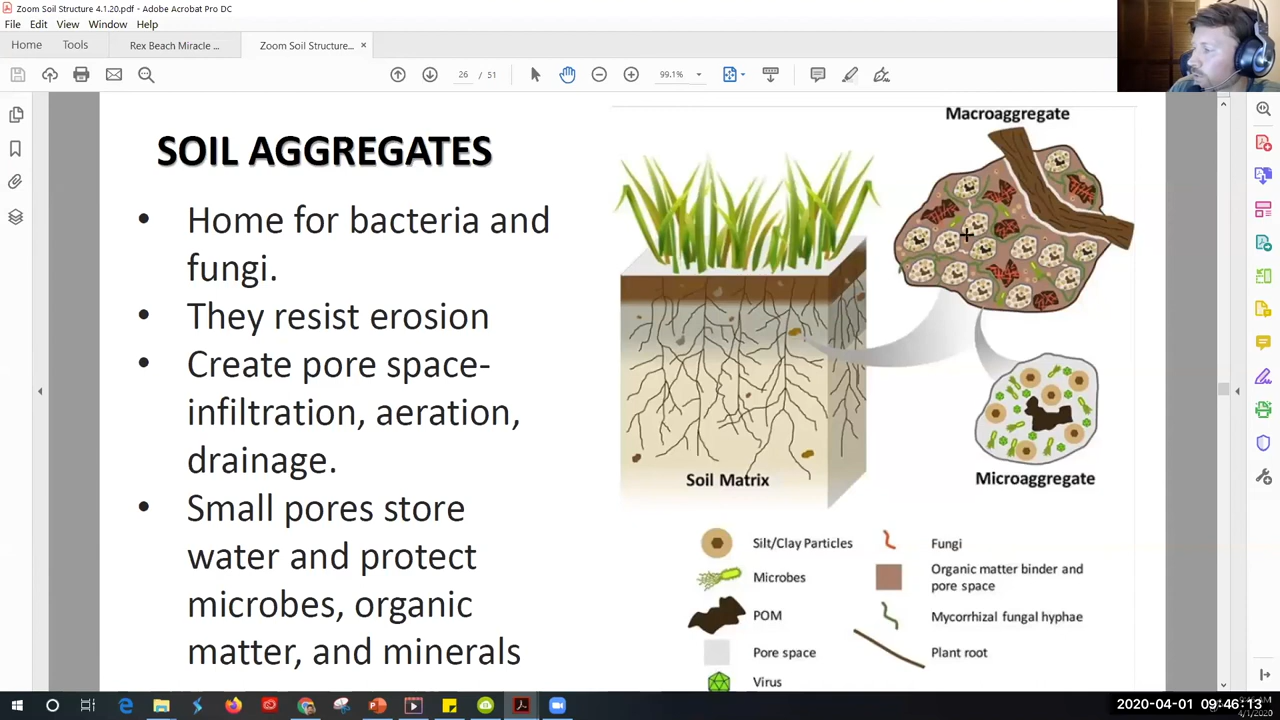 Zoom Soil Structure 4.1.20.pdf - Adobe Acrobat Pro DC
File Edit View Window Help
Home Tools Rex Beach Miracle ... Zoom Soil Structure... ×
26 / 51 99.1%
SOIL AGGREGATES
• Home for bacteria and
fungi.
• They resist erosion
• Create pore space-
infiltration, aeration,
drainage.
• Small pores store
water and protect
microbes, organic
matter, and minerals
Macroaggregate
Soil Matrix
Microaggregate
Silt/Clay Particles
Microbes
POM
Pore space
Virus
Fungi
Organic matter binder and
pore space
Mycorrhizal fungal hyphae
Plant root
2020-04-01 09:46:13
4/1/2020